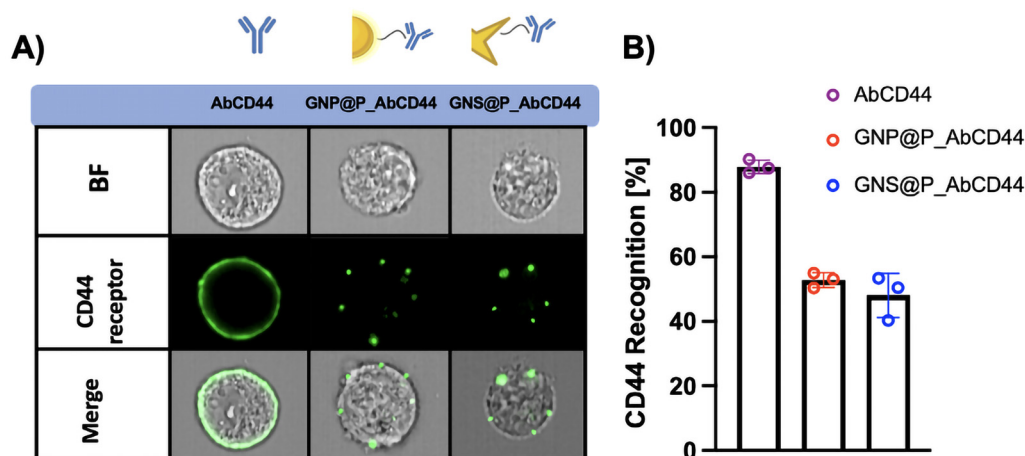 A)
AbCD44 GNP@P_AbCD44 GNS@P_AbCD44
BF
CD44
receptor
Merge
B)
AbCD44
GNP@P_AbCD44
GNS@P_AbCD44
CD44 Recognition [%]
100
80
60
40
20
0